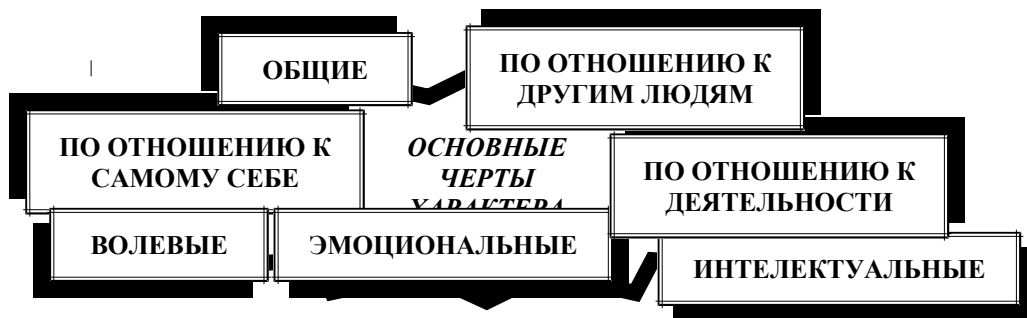 ОБЩИЕ
ПО ОТНОШЕНИЮ К
ДРУГИМ ЛЮДЯМ
ПО ОТНОШЕНИЮ К
САМОМУ СЕБЕ
ОСНОВНЫЕ
ЧЕРТЫ
ХАРАКТЕРА
ПО ОТНОШЕНИЮ К
ДЕЯТЕЛЬНОСТИ
ВОЛЕВЫЕ
ЭМОЦИОНАЛЬНЫЕ
ИНТЕЛЕКТУАЛЬНЫЕ